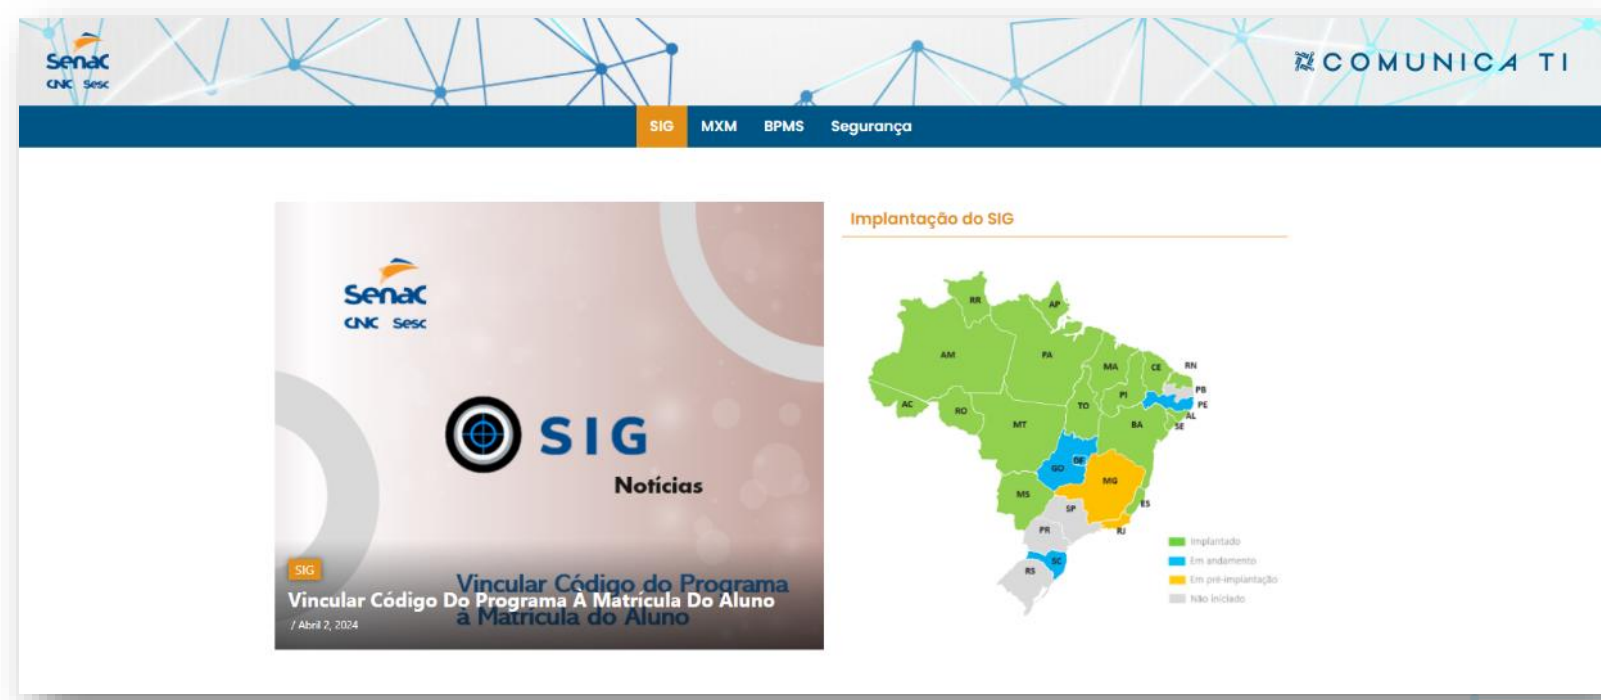 Senac
CNC Sesc
COMUNICA TI
SIG
MXM
BPMS
Segurança
Senac
CNC Sesc
SIG
Notícias
SIG
Vincular Código do Programa
à Matrícula do Aluno
Vincular Código Do Programa À Matrícula Do Aluno
/ Abril 2, 2024
Implantação do SIG
RR
AP
AM
PA
MA
CE
RN
PB
PE
AL
SE
PI
TO
BA
AC
RO
MT
GO
DF
MG
MS
ES
SP
RJ
PR
SC
RS
Implantado
Em andamento
Em pré-implantação
Não iniciado